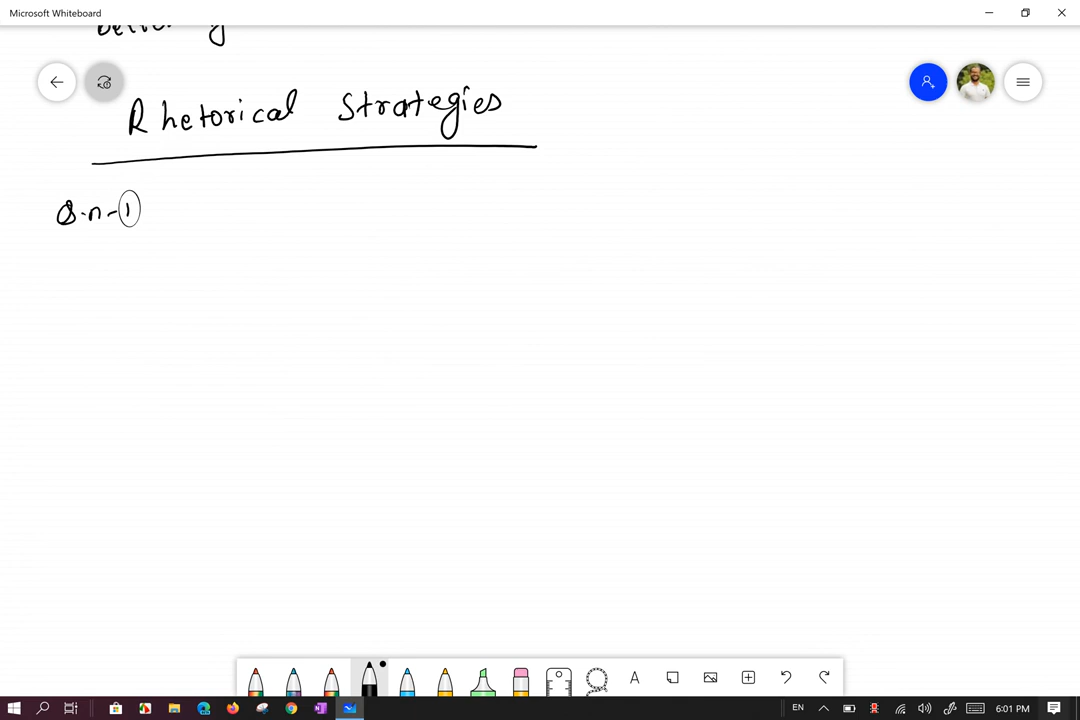 Microsoft Whiteboard
Rhetorical Strategies
Q.n-1
A
EN
6:01 PM